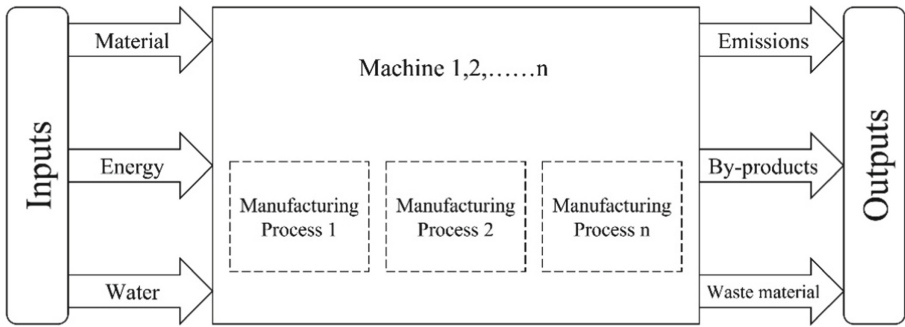 Inputs
Material
Energy
Water
Machine 1,2,......n
Manufacturing
Process 1
Manufacturing
Process 2
Manufacturing
Process n
Emissions
By-products
Waste material
Outputs